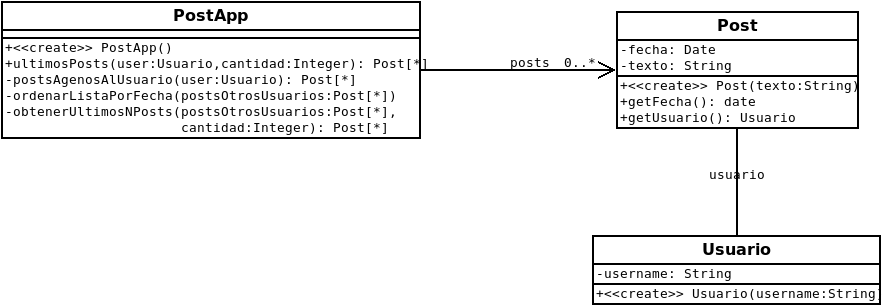 PostApp
+<<create>> PostApp()
+ultimosPosts(user:Usuario,cantidad:Integer): Post[*]
-postsAgenosAlUsuario(user:Usuario): Post[*]
-ordenarListaPorFecha(postsOtrosUsuarios:Post[*])
-obtenerUltimosNPosts(postsOtrosUsuarios:Post[*],
cantidad:Integer): Post[*]
posts 0..*
Post
-fecha: Date
-texto: String
+<<create>> Post(texto:String)
+getFecha(): date
+getUsuario(): Usuario
usuario
Usuario
-username: String
+<<create>> Usuario(username:String)